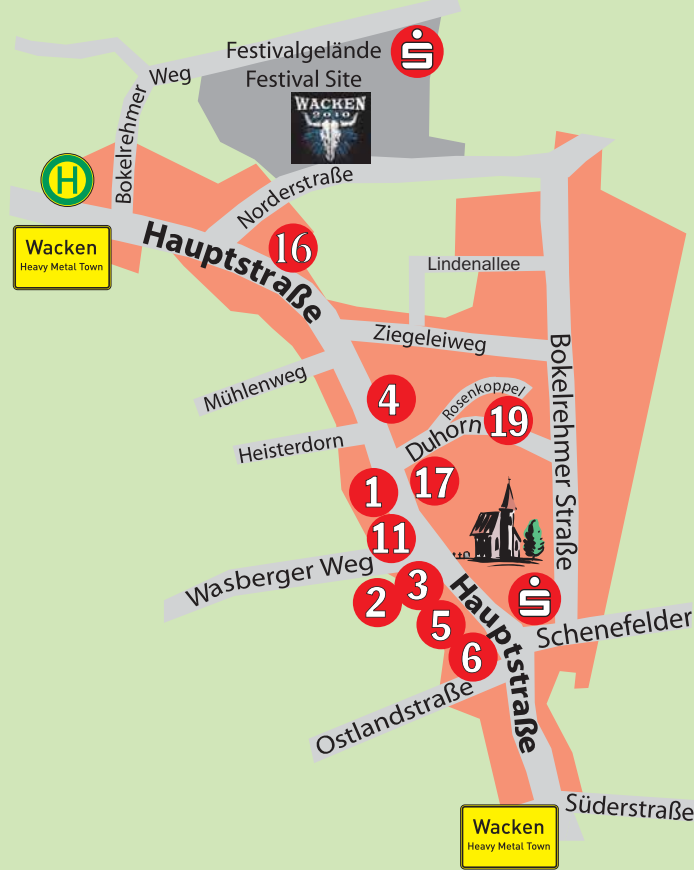 Festivalgelände
Festival Site
WACKEN
2010
Bokelrehmer Weg
H
Norderstraße
Wacken
Heavy Metal Town
Hauptstraße
16
Lindenallee
Ziegeleiweg
Bokelrehmer Straße
Mühlenweg
4
Rosenkoppel
Duhorn
19
Heisterdorn
17
1
11
Wasberger Weg
3
2
5
6
Hauptstraße
Schenefelder
Ostlandstraße
Süderstraße
Wacken
Heavy Metal Town